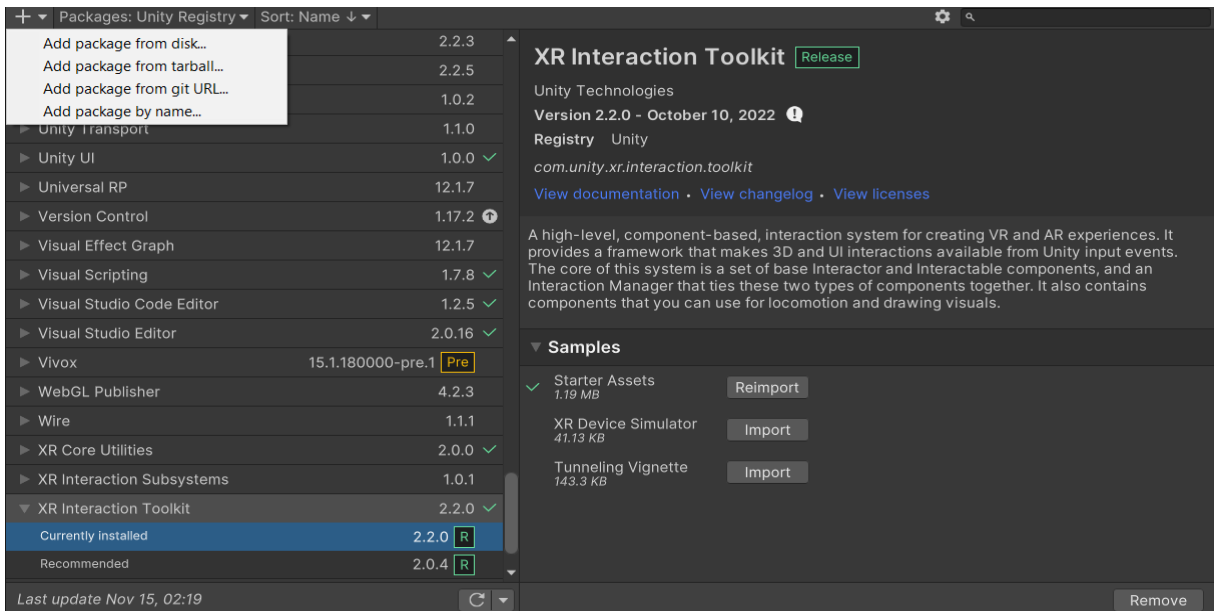 Packages: Unity Registry Sort: Name ↓
Add package from disk...
Add package from tarball...
Add package from git URL...
Add package by name...
2.2.3
2.2.5
1.0.2
Unity Transport 1.1.0
Unity UI 1.0.0
Universal RP 12.1.7
Version Control 1.17.2
Visual Effect Graph 12.1.7
Visual Scripting 1.7.8
Visual Studio Code Editor 1.2.5
Visual Studio Editor 2.0.16
Vivox 15.1.180000-pre.1 Pre
WebGL Publisher 4.2.3
Wire 1.1.1
XR Core Utilities 2.0.0
XR Interaction Subsystems 1.0.1
XR Interaction Toolkit 2.2.0
Currently installed 2.2.0 R
Recommended 2.0.4 R
Last update Nov 15, 02:19
XR Interaction Toolkit Release
Unity Technologies
Version 2.2.0 - October 10, 2022
Registry Unity
com.unity.xr.interaction.toolkit
View documentation • View changelog • View licenses
A high-level, component-based, interaction system for creating VR and AR experiences. It
provides a framework that makes 3D and UI interactions available from Unity input events.
The core of this system is a set of base Interactor and Interactable components, and an
Interaction Manager that ties these two types of components together. It also contains
components that you can use for locomotion and drawing visuals.
Samples
Starter Assets Reimport
1.19 MB
XR Device Simulator Import
41.13 KB
Tunneling Vignette Import
143.3 KB
Remove